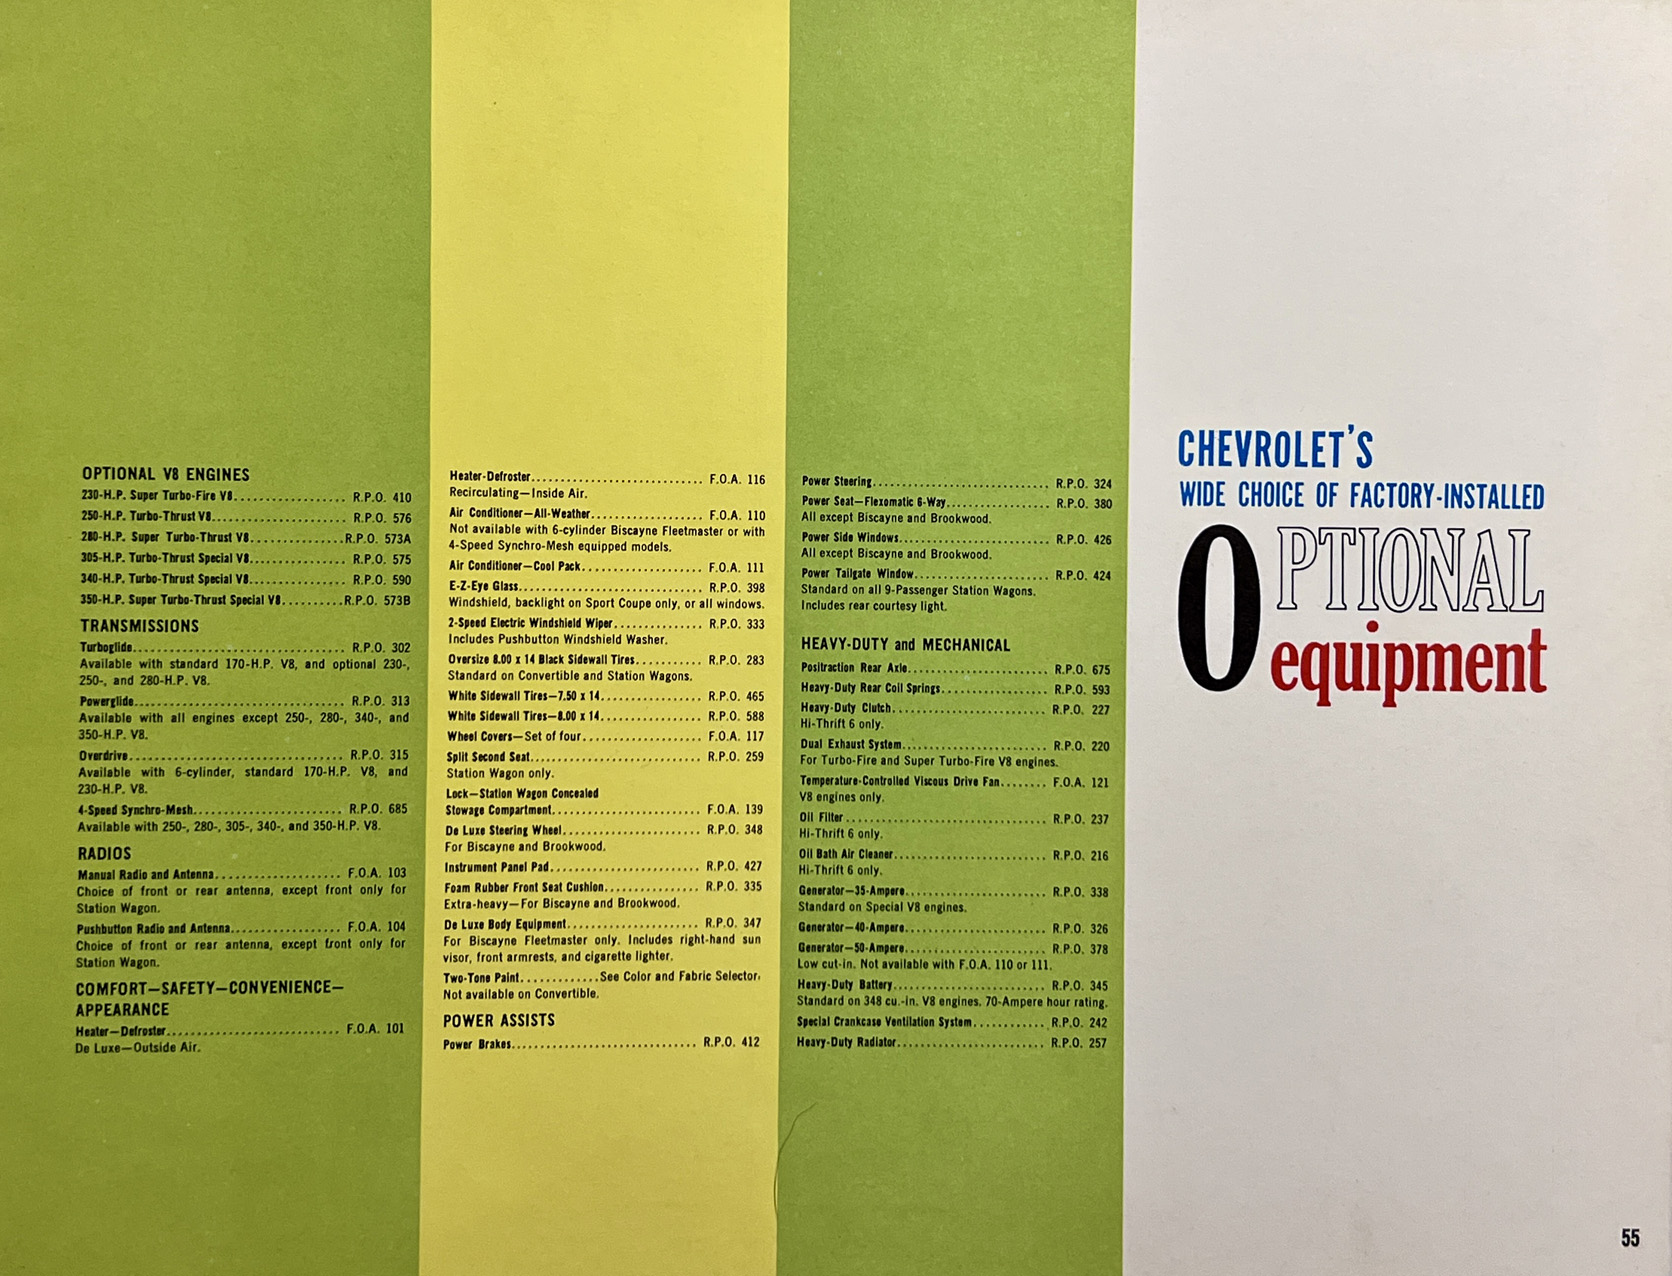 OPTIONAL V8 ENGINES
230-H.P. Super Turbo-Fire V8.................. R.P.O. 410
250-H.P. Turbo-Thrust V8....................... R.P.O. 576
280-H.P. Super Turbo-Thrust V8...............R.P.O. 573A
305-H.P. Turbo-Thrust Special V8............... R.P.O. 575
340-H.P. Turbo-Thrust Special V8............... R.P.O. 590
350-H.P. Super Turbo-Thrust Special V8..........R.P.O. 573B
TRANSMISSIONS
Turboglide.................................. R.P.O. 302
Available with standard 170-H.P. V8, and optional 230-,
250-, and 280-H.P. V8.
Powerglide.................................. R.P.O. 313
Available with all engines except 250-, 280-, 340-, and
350-H.P. V8.
Overdrive................................... R.P.O. 315
Available with 6-cylinder, standard 170-H.P. V8, and
230-H.P. V8.
4-Speed Synchro-Mesh......................... R.P.O. 685
Available with 250-, 280-, 305-, 340-, and 350-H.P. V8.
RADIOS
Manual Radio and Antenna..................... F.O.A. 103
Choice of front or rear antenna, except front only for
Station Wagon.
Pushbutton Radio and Antenna.................. F.O.A. 104
Choice of front or rear antenna, except front only for
Station Wagon.
COMFORT—SAFETY—CONVENIENCE—
APPEARANCE
Heater—Defroster............................ F.O.A. 101
De Luxe—Outside Air.
Heater-Defroster............................ F.O.A. 116
Recirculating—Inside Air.
Air Conditioner—All-Weather................... F.O.A. 110
Not available with 6-cylinder Biscayne Fleetmaster or with
4-Speed Synchro-Mesh equipped models.
Air Conditioner—Cool Pack.................... F.O.A. 111
E-Z-Eye Glass.............................. R.P.O. 398
Windshield, backlight on Sport Coupe only, or all windows.
2-Speed Electric Windshield Wiper............... R.P.O. 333
Includes Pushbutton Windshield Washer.
Oversize 8.00 x 14 Black Sidewall Tires........... R.P.O. 283
Standard on Convertible and Station Wagons.
White Sidewall Tires—7.50 x 14................. R.P.O. 465
White Sidewall Tires—8.00 x 14................. R.P.O. 588
Wheel Covers—Set of four.................... F.O.A. 117
Split Second Seat........................... R.P.O. 259
Station Wagon only.
Lock—Station Wagon Concealed
Stowage Compartment........................ F.O.A. 139
De Luxe Steering Wheel....................... R.P.O. 348
For Biscayne and Brookwood.
Instrument Panel Pad......................... R.P.O. 427
Foam Rubber Front Seat Cushion................ R.P.O. 335
Extra-heavy—For Biscayne and Brookwood.
De Luxe Body Equipment...................... R.P.O. 347
For Biscayne Fleetmaster only. Includes right-hand sun
visor, front armrests, and cigarette lighter.
Two-Tone Paint.............See Color and Fabric Selector.
Not available on Convertible.
POWER ASSISTS
Power Brakes............................... R.P.O. 412
Power Steering............................. R.P.O. 324
Power Seat—Flexomatic 6-Way.................. R.P.O. 380
All except Biscayne and Brookwood.
Power Side Windows......................... R.P.O. 426
All except Biscayne and Brookwood.
Power Tailgate Window....................... R.P.O. 424
Standard on all 9-Passenger Station Wagons.
Includes rear courtesy light.
HEAVY-DUTY and MECHANICAL
Positraction Rear Axle........................ R.P.O. 675
Heavy-Duty Rear Coil Springs................... R.P.O. 593
Heavy-Duty Clutch.......................... R.P.O. 227
Hi-Thrift 6 only.
Dual Exhaust System......................... R.P.O. 220
For Turbo-Fire and Super Turbo-Fire V8 engines.
Temperature-Controlled Viscous Drive Fan........ F.O.A. 121
V8 engines only.
Oil Filter ................................. R.P.O. 237
Hi-Thrift 6 only.
Oil Bath Air Cleaner......................... R.P.O. 216
Hi-Thrift 6 only.
Generator—35-Ampere........................ R.P.O. 338
Standard on Special V8 engines.
Generator—40-Ampere........................ R.P.O. 326
Generator—50-Ampere........................ R.P.O. 378
Low cut-in. Not available with F.O.A. 110 or 111.
Heavy-Duty Battery.......................... R.P.O. 345
Standard on 348 cu.-in. V8 engines. 70-Ampere hour rating.
Special Crankcase Ventilation System............ R.P.O. 242
Heavy-Duty Radiator........................ R.P.O. 257
CHEVROLET'S
WIDE CHOICE OF FACTORY-INSTALLED
OPTIONAL
equipment
55